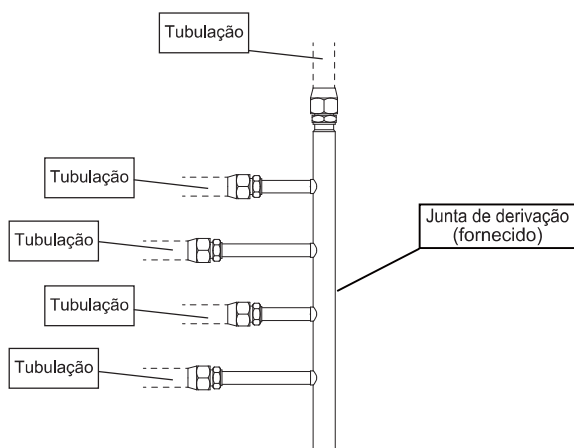 Tubulação
Tubulação
Junta de derivação
(fornecido)
Tubulação
Tubulação
Tubulação